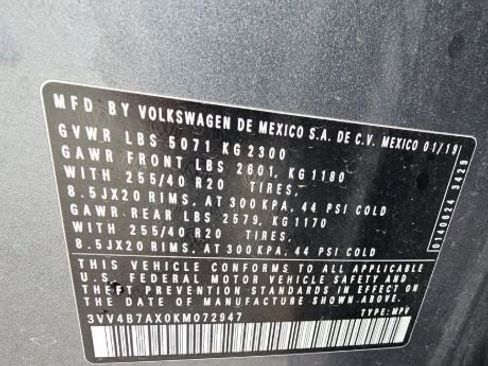 MFD BY VOLKSWAGEN DE MEXICO S.A. DE C.V. MEXICO 01/19
GVWR LBS 5071 KG 2300
GAWR FRONT LBS 2601, KG 1180
WITH 255/40 R20 TIRES,
8.5JX20 RIMS, AT 300 KPA, 44 PSI COLD
GAWR REAR LBS 2579, KG 1170
WITH 255/40 R20 TIRES,
8.5JX20 RIMS, AT 300 KPA, 44 PSI COLD
THIS VEHICLE CONFORMS TO ALL APPLICABLE
U.S. FEDERAL MOTOR VEHICLE SAFETY AND
THEFT PREVENTION STANDARDS IN EFFECT ON
THE DATE OF MANUFACTURE SHOWN ABOVE.
3VV4B7AX0KM072947 TYPE: MPV
0140624 3429